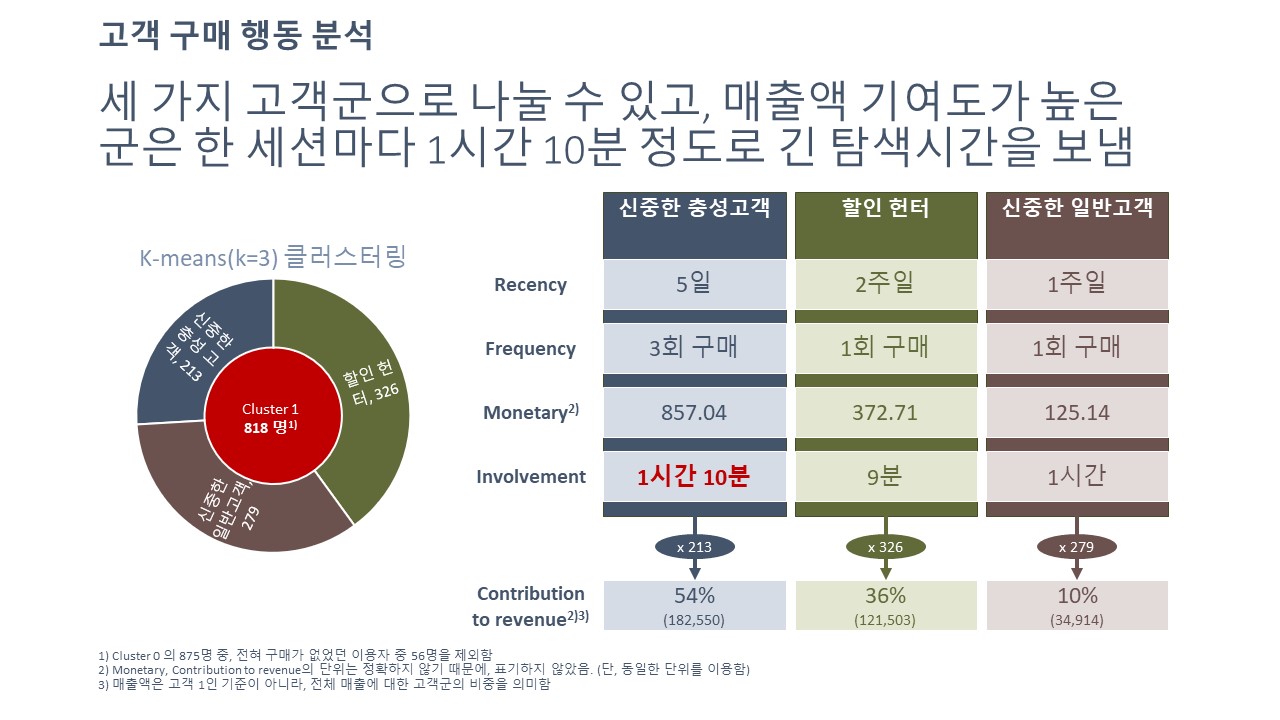 고객 구매 행동 분석
세 가지 고객군으로 나눌 수 있고, 매출액 기여도가 높은
군은 한 세션마다 1시간 10분 정도로 긴 탐색시간을 보냄
K-means(k=3) 클러스터링
신중한
충성 고
객, 213
할인 헌
터, 326
신중한
일반고객,
279
Cluster 1
818 명1)
신중한 충성고객 할인 헌터 신중한 일반고객
Recency 5일 2주일 1주일
Frequency 3회 구매 1회 구매 1회 구매
Monetary2) 857.04 372.71 125.14
Involvement 1시간 10분 9분 1시간
x 213 x 326 x 279
Contribution
to revenue2)3)
54% 36% 10%
(182,550) (121,503) (34,914)
1) Cluster 0 의 875명 중, 전혀 구매가 없었던 이용자 중 56명을 제외함
2) Monetary, Contribution to revenue의 단위는 정확하지 않기 때문에, 표기하지 않았음. (단, 동일한 단위를 이용함)
3) 매출액은 고객 1인 기준이 아니라, 전체 매출에 대한 고객군의 비중을 의미함